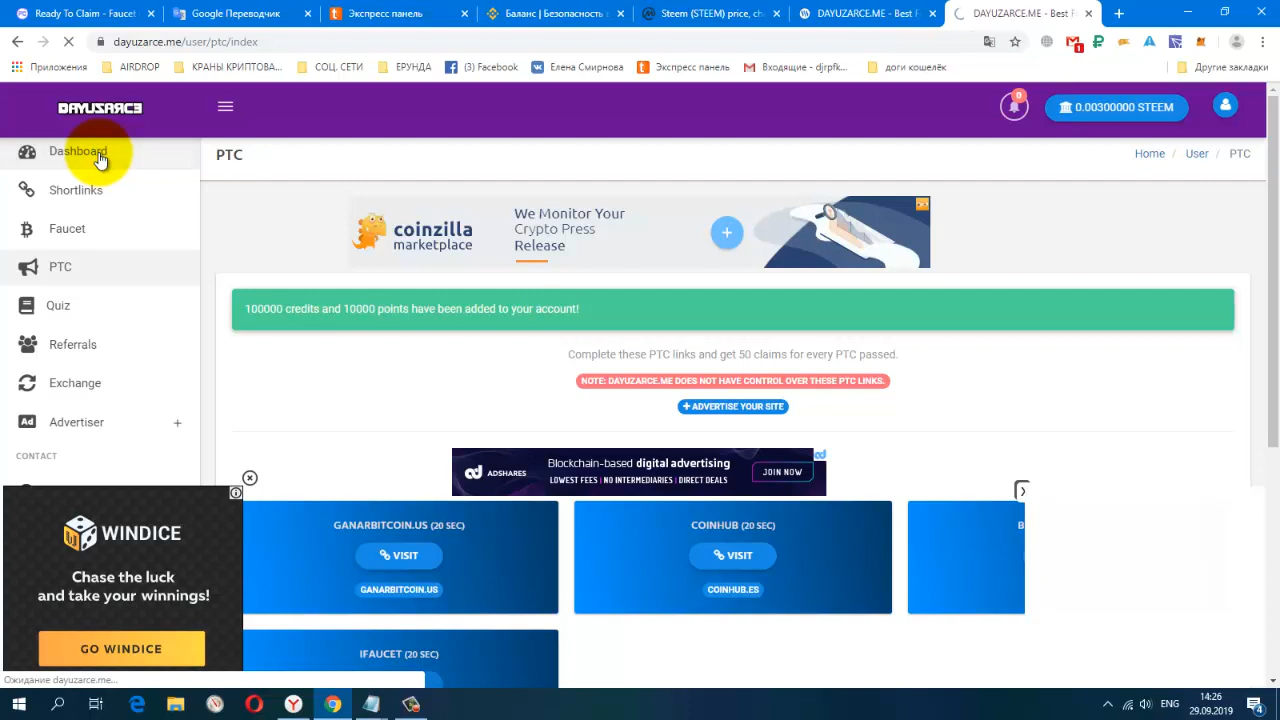 Ready To Claim - Faucet
Google Переводчик
Экспресс панель
Баланс | Безопасность в
Steem (STEEM) price, cha
DAYUZARCE.ME - Best F
DAYUZARCE.ME - Best F
dayuzarce.me/user/ptc/index
1
Приложения
AIRDROP
КРАНЫ КРИПТОВА...
СОЦ. СЕТИ
ЕРУНДА
(3) Facebook
Елена Смирнова
Экспресс панель
Входящие - djrpfk...
доги кошелёк
Другие закладки
DAYUZARCE
0
0.00300000 STEEM
Dashboard
Shortlinks
Faucet
PTC
Quiz
Referrals
Exchange
Ad Advertiser +
CONTACT
PTC
Home / User / PTC
coinzilla
marketplace
We Monitor Your
Crypto Press
Release
+
100000 credits and 10000 points have been added to your account!
Complete these PTC links and get 50 claims for every PTC passed.
NOTE: DAYUZARCE.ME DOES NOT HAVE CONTROL OVER THESE PTC LINKS.
+ ADVERTISE YOUR SITE
ADSHARES
Blockchain-based digital advertising
LOWEST FEES | NO INTERMEDIARIES | DIRECT DEALS
JOIN NOW
GANARBITCOIN.US (20 SEC)
VISIT
GANARBITCOIN.US
COINHUB (20 SEC)
VISIT
COINHUB.ES
B
IFAUCET (20 SEC)
WINDICE
Chase the luck
and take your winnings!
GO WINDICE
Ожидание dayuzarce.me...
ENG
14:26
29.09.2019
4